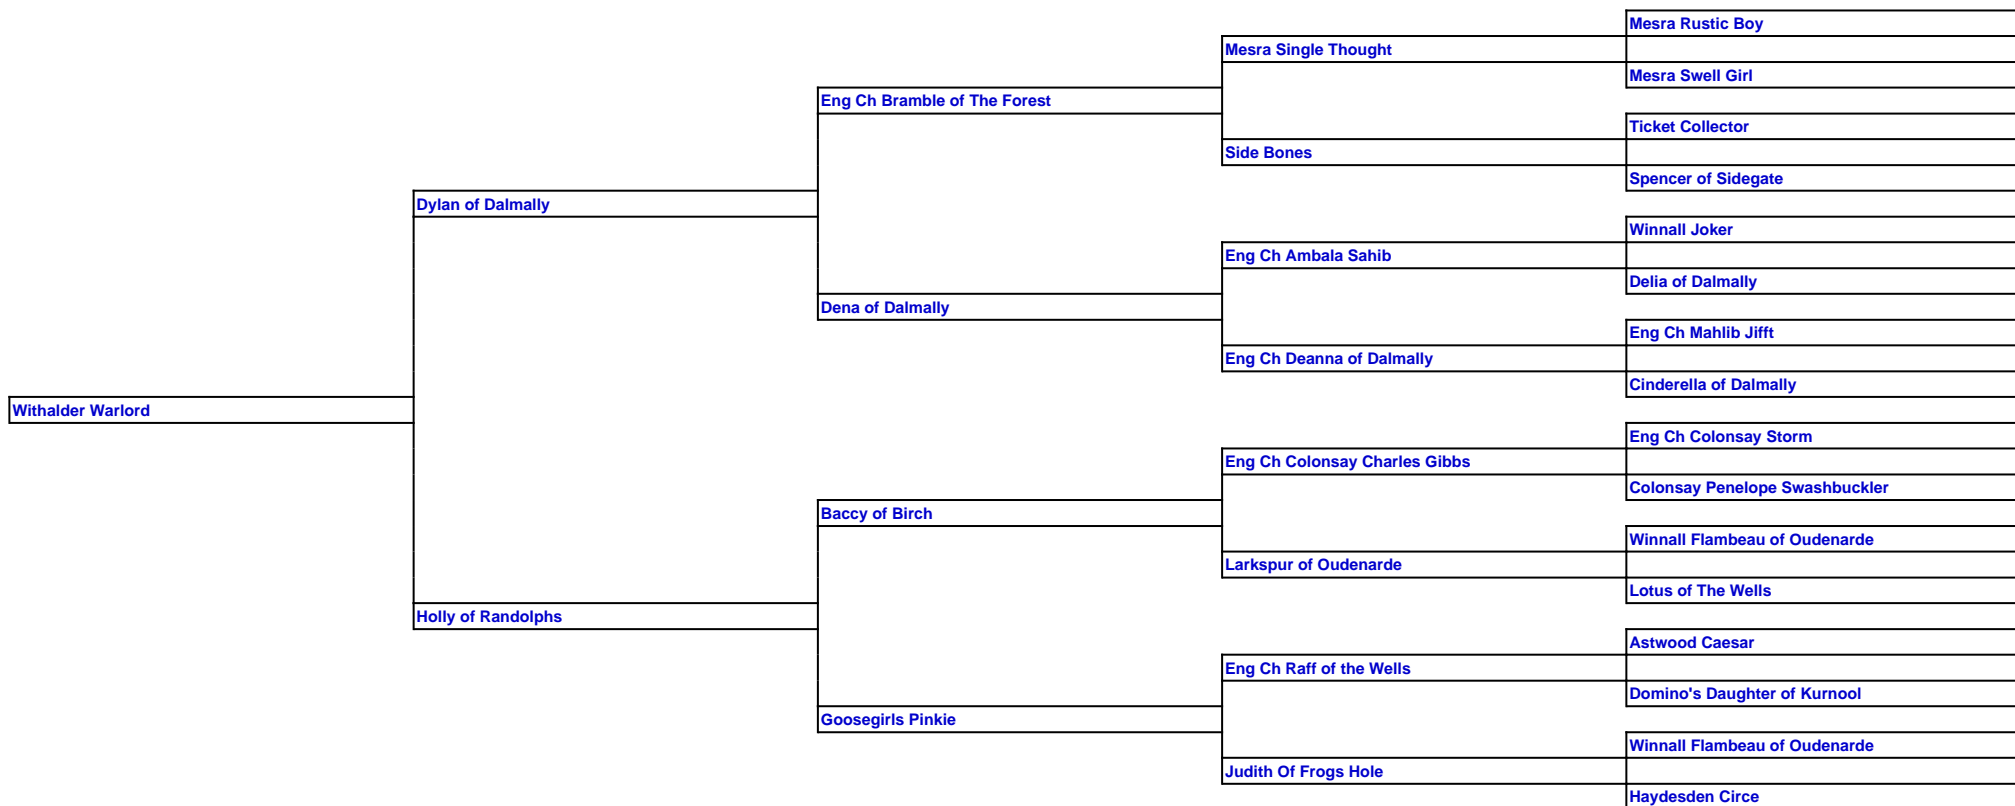 Mesra Rustic Boy
Mesra Single Thought
Mesra Swell Girl
Eng Ch Bramble of The Forest
Ticket Collector
Side Bones
Spencer of Sidegate
Dylan of Dalmally
Winnall Joker
Eng Ch Ambala Sahib
Delia of Dalmally
Dena of Dalmally
Eng Ch Mahlib Jifft
Eng Ch Deanna of Dalmally
Cinderella of Dalmally
Withalder Warlord
Eng Ch Colonsay Storm
Eng Ch Colonsay Charles Gibbs
Colonsay Penelope Swashbuckler
Baccy of Birch
Winnall Flambeau of Oudenarde
Larkspur of Oudenarde
Lotus of The Wells
Holly of Randolphs
Astwood Caesar
Eng Ch Raff of the Wells
Domino's Daughter of Kurnool
Goosegirls Pinkie
Winnall Flambeau of Oudenarde
Judith Of Frogs Hole
Haydesden Circe